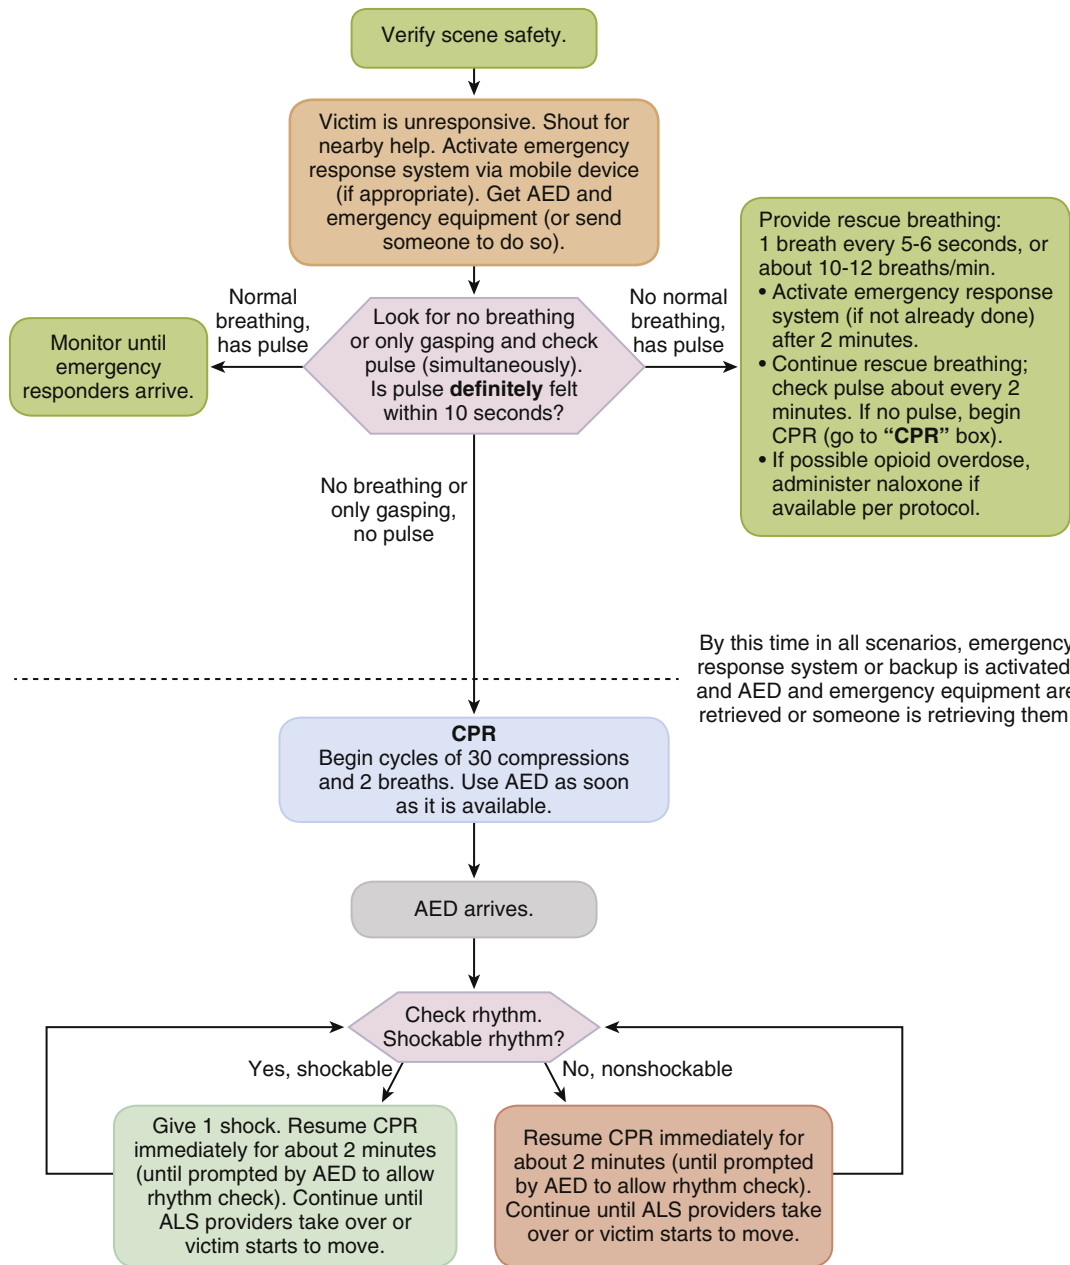 Verify scene safety.
Victim is unresponsive. Shout for
nearby help. Activate emergency
response system via mobile device
(if appropriate). Get AED and
emergency equipment (or send
someone to do so).
Normal
breathing,
has pulse
Monitor until
emergency
responders arrive.
Look for no breathing
or only gasping and check
pulse (simultaneously).
Is pulse definitely felt
within 10 seconds?
No normal
breathing,
has pulse
Provide rescue breathing:
1 breath every 5-6 seconds, or
about 10-12 breaths/min.
• Activate emergency response
system (if not already done)
after 2 minutes.
• Continue rescue breathing;
check pulse about every 2
minutes. If no pulse, begin
CPR (go to “CPR” box).
• If possible opioid overdose,
administer naloxone if
available per protocol.
No breathing or
only gasping,
no pulse
By this time in all scenarios, emergency
response system or backup is activated
and AED and emergency equipment are
retrieved or someone is retrieving them
CPR
Begin cycles of 30 compressions
and 2 breaths. Use AED as soon
as it is available.
AED arrives.
Check rhythm.
Shockable rhythm?
Yes, shockable
No, nonshockable
Give 1 shock. Resume CPR
immediately for about 2 minutes
(until prompted by AED to allow
rhythm check). Continue until
ALS providers take over or
victim starts to move.
Resume CPR immediately for
about 2 minutes (until prompted
by AED to allow rhythm check).
Continue until ALS providers take
over or victim starts to move.